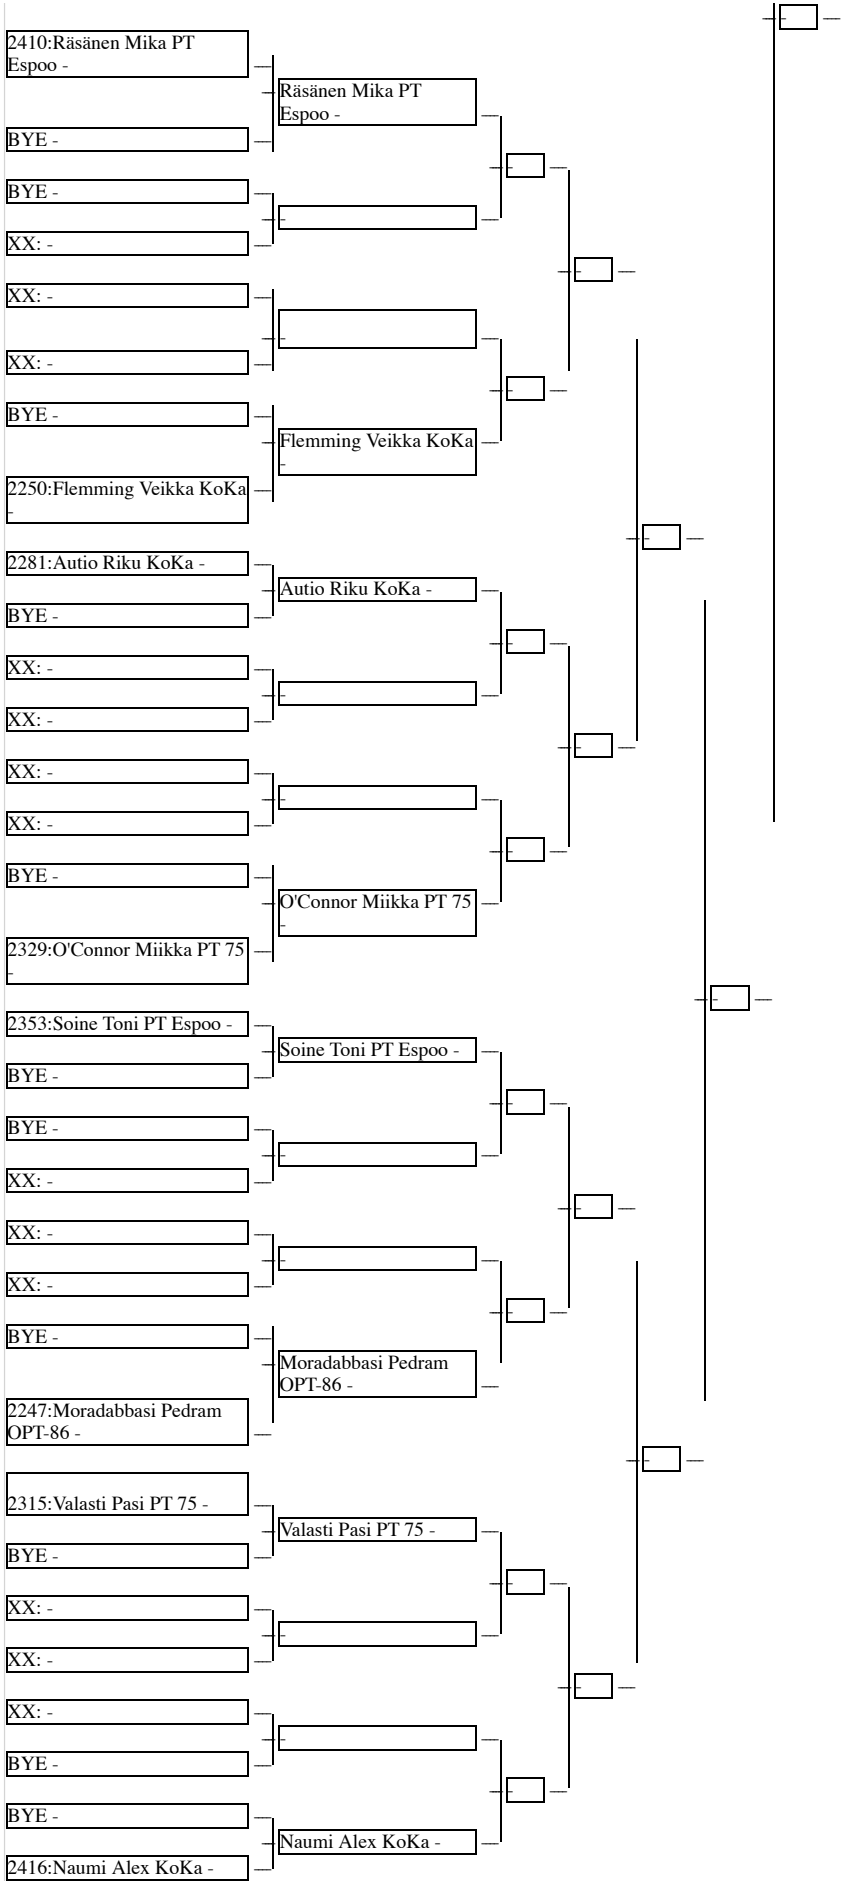 2410:Räsänen Mika PT
Espoo -
Räsänen Mika PT
Espoo -
BYE -
-
BYE -
-
XX: -
-
XX: -
-
XX: -
-
BYE -
Flemming Veikka KoKa
-
2250:Flemming Veikka KoKa
-
-
2281:Autio Riku KoKa -
Autio Riku KoKa -
BYE -
-
XX: -
-
XX: -
-
XX: -
-
XX: -
-
BYE -
O'Connor Miikka PT 75
-
2329:O'Connor Miikka PT 75
-
-
2353:Soine Toni PT Espoo -
Soine Toni PT Espoo -
BYE -
-
BYE -
-
XX: -
-
XX: -
-
XX: -
-
BYE -
Moradabbasi Pedram
OPT-86 -
2247:Moradabbasi Pedram
OPT-86 -
-
2315:Valasti Pasi PT 75 -
Valasti Pasi PT 75 -
BYE -
-
XX: -
-
XX: -
-
XX: -
-
BYE -
-
BYE -
Naumi Alex KoKa -
2416:Naumi Alex KoKa -